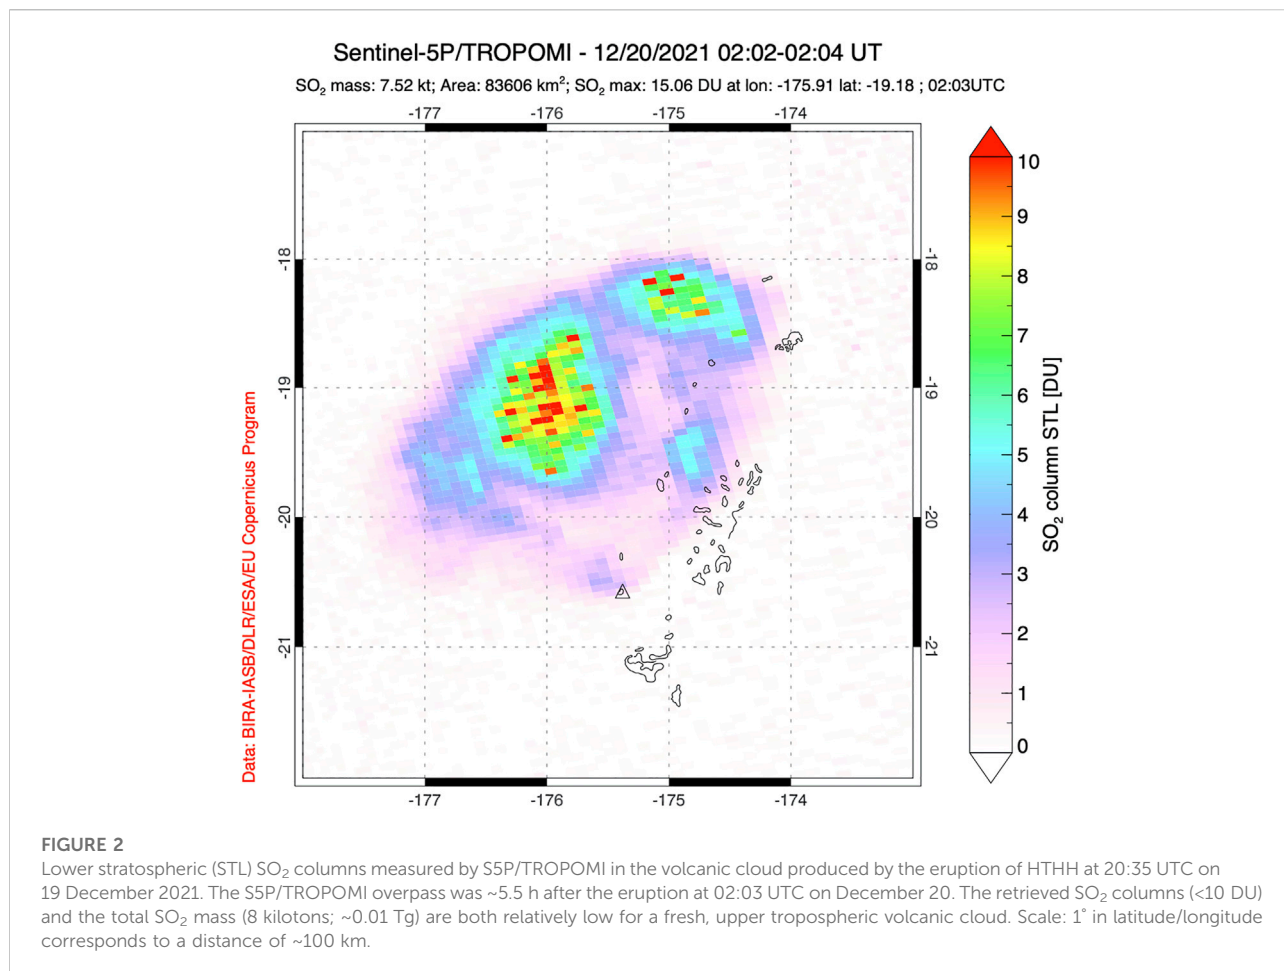 Sentinel-5P/TROPOMI - 12/20/2021 02:02-02:04 UT
SO₂ mass: 7.52 kt; Area: 83606 km²; SO₂ max: 15.06 DU at lon: -175.91 lat: -19.18 ; 02:03UTC
-177 -176 -175 -174
-18 -18
-19 -19
-20 -20
-21 -21
-177 -176 -175 -174
Data: BIRA-IASB/DLR/ESA/EU Copernicus Program
10
9
8
7
6
5
4
3
2
1
0
SO₂ column STL [DU]
FIGURE 2
Lower stratospheric (STL) SO₂ columns measured by S5P/TROPOMI in the volcanic cloud produced by the eruption of HTHH at 20:35 UTC on
19 December 2021. The S5P/TROPOMI overpass was ~5.5 h after the eruption at 02:03 UTC on December 20. The retrieved SO₂ columns (<10 DU)
and the total SO₂ mass (8 kilotons; ~0.01 Tg) are both relatively low for a fresh, upper tropospheric volcanic cloud. Scale: 1° in latitude/longitude
corresponds to a distance of ~100 km.